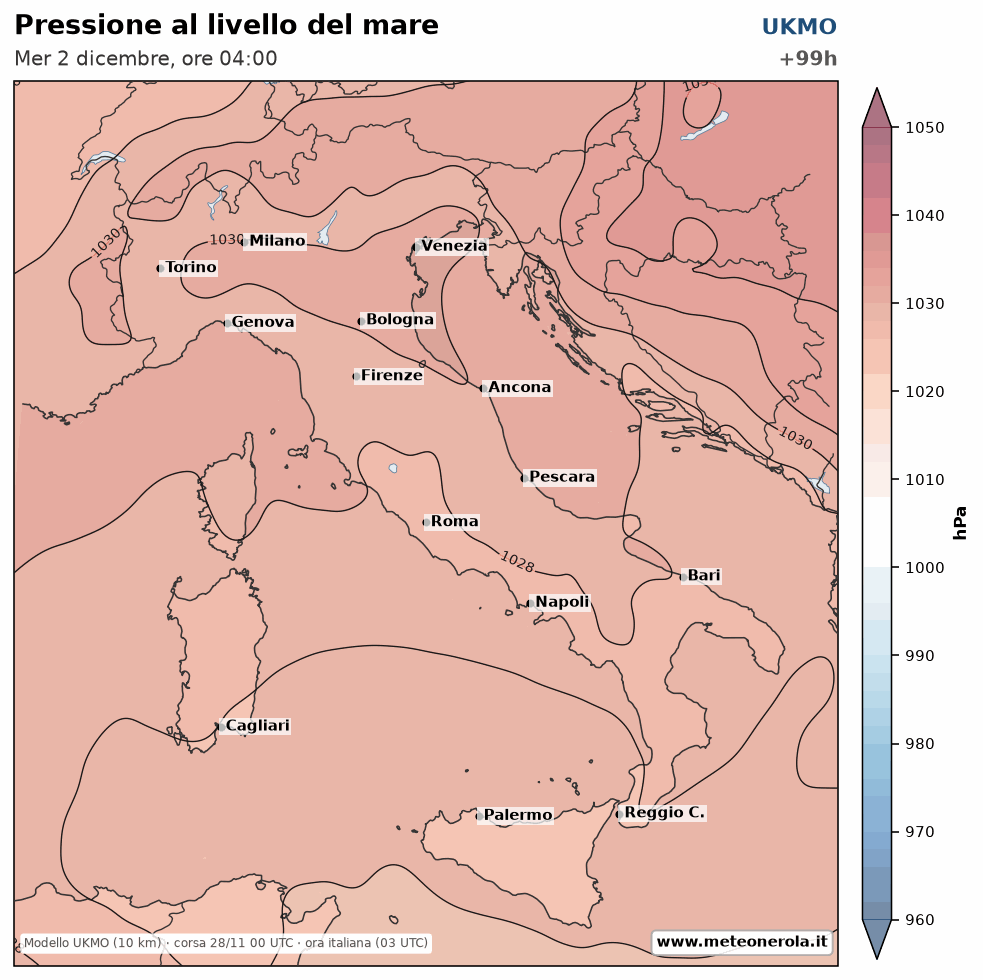 Pressione al livello del mare
UKMO
Mer 2 dicembre, ore 04:00
+99h
1030
1030
Milano
Venezia
Torino
Genova
Bologna
Firenze
Ancona
1030
Pescara
Roma
1028
Bari
Napoli
Cagliari
Palermo
Reggio C.
Modello UKMO (10 km) · corsa 28/11 00 UTC · ora italiana (03 UTC)
www.meteonerola.it
1050
1040
1030
1020
1010
1000
990
980
970
960
hPa